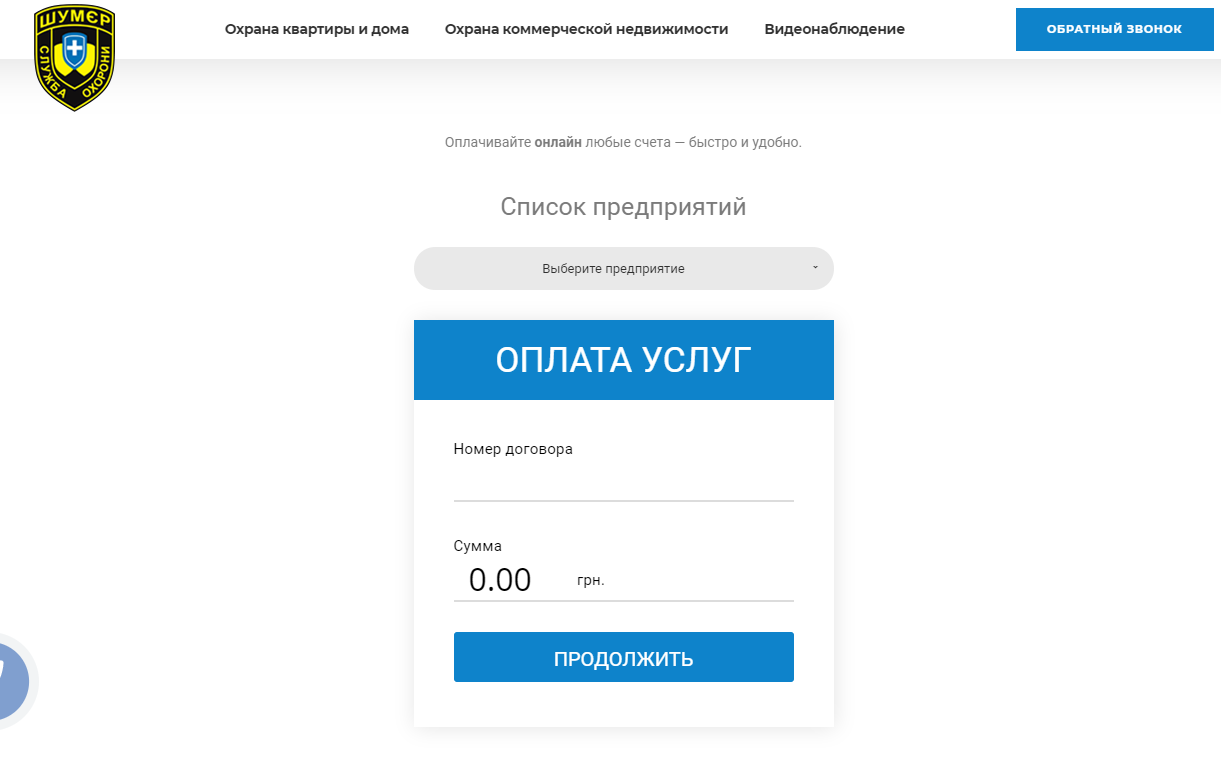 ШУМЄР
СЛУЖБА ОХОРОНИ
Охрана квартиры и дома
Охрана коммерческой недвижимости
Видеонаблюдение
ОБРАТНЫЙ ЗВОНОК
Оплачивайте онлайн любые счета — быстро и удобно.
Список предприятий
Выберите предприятие
ОПЛАТА УСЛУГ
Номер договора
Сумма
0.00 грн.
ПРОДОЛЖИТЬ